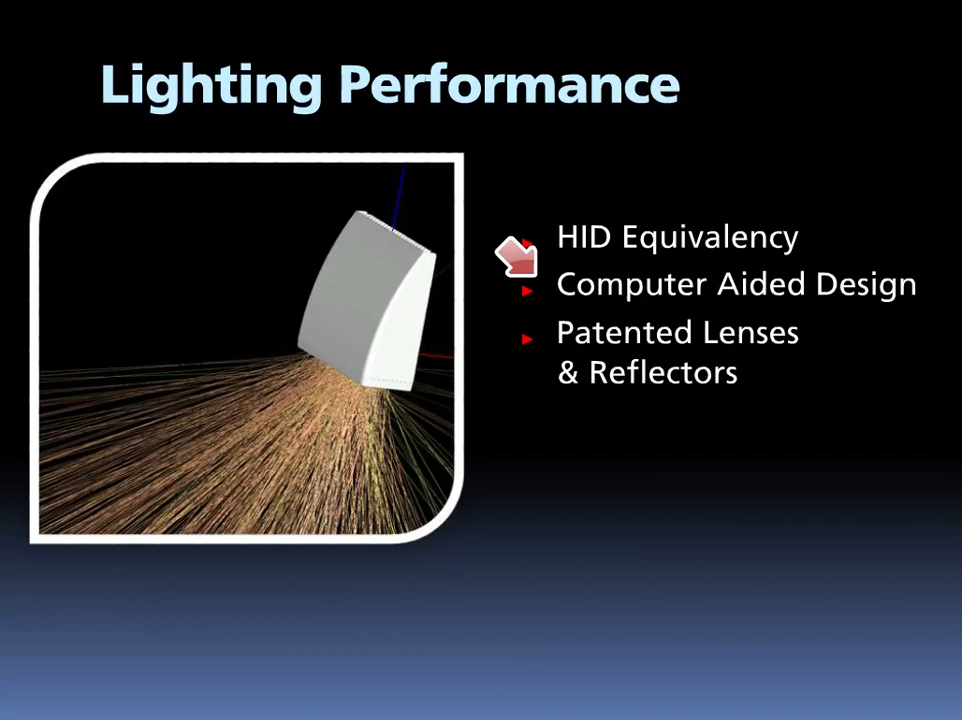 Lighting Performance
HID Equivalency
Computer Aided Design
Patented Lenses
& Reflectors